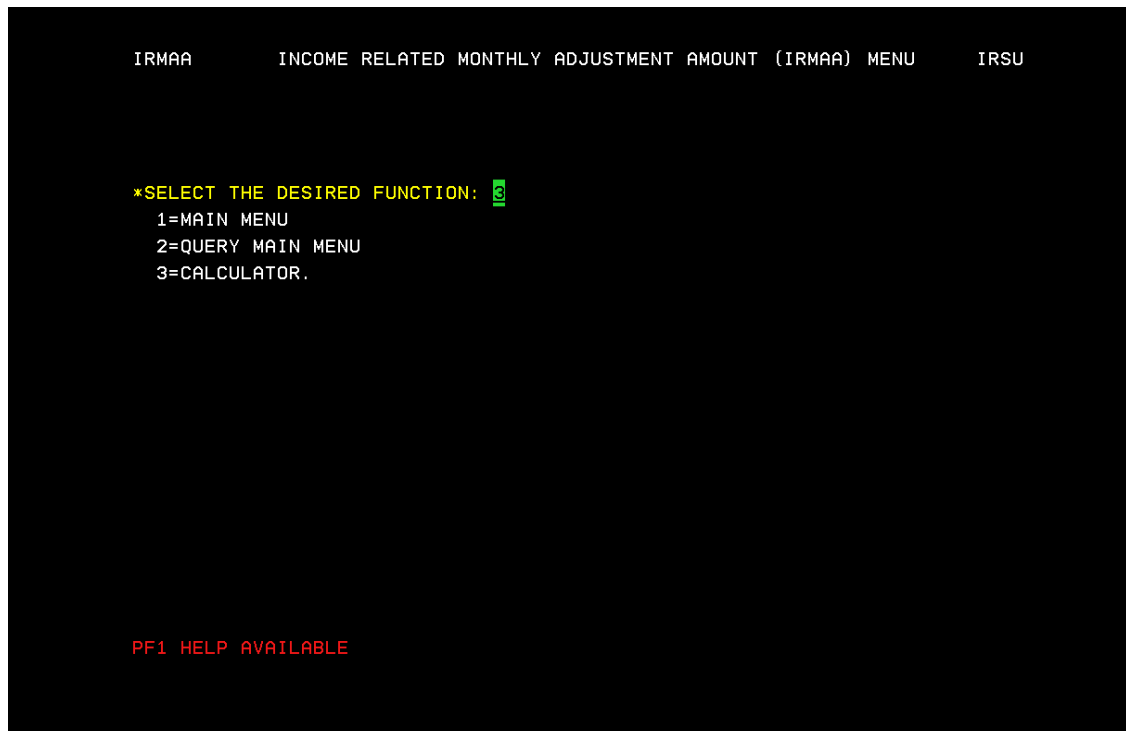 IRMAA INCOME RELATED MONTHLY ADJUSTMENT AMOUNT (IRMAA) MENU IRSU
*SELECT THE DESIRED FUNCTION: 3
1=MAIN MENU
2=QUERY MAIN MENU
3=CALCULATOR.
PF1 HELP AVAILABLE